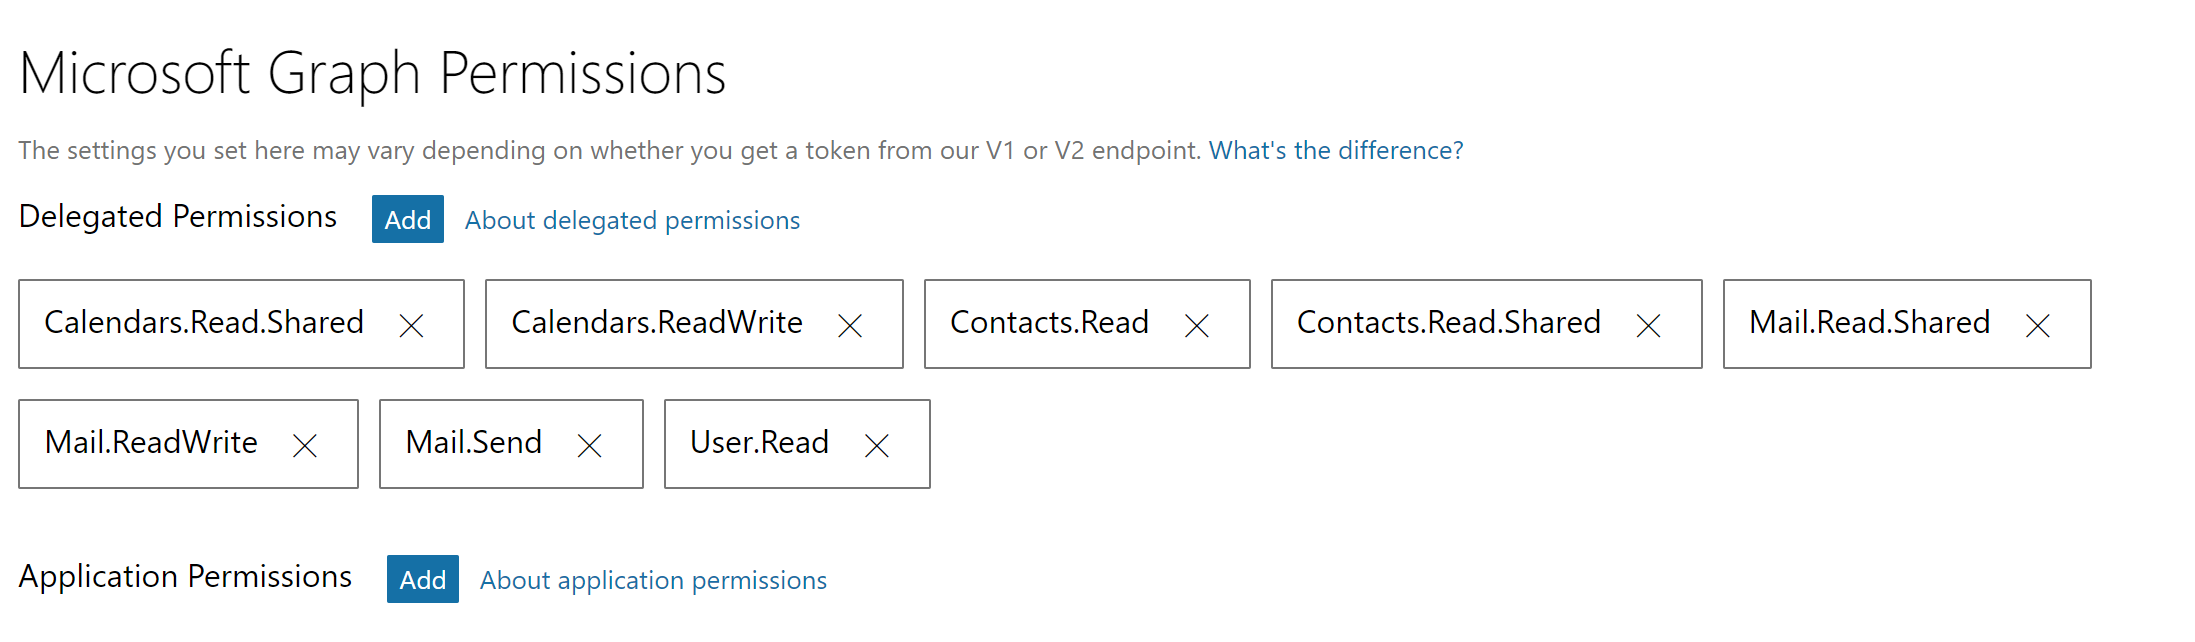 Microsoft Graph Permissions
The settings you set here may vary depending on whether you get a token from our V1 or V2 endpoint. What's the difference?
Delegated Permissions Add About delegated permissions
Calendars.Read.Shared Calendars.ReadWrite Contacts.Read Contacts.Read.Shared Mail.Read.Shared
Mail.ReadWrite Mail.Send User.Read
Application Permissions Add About application permissions